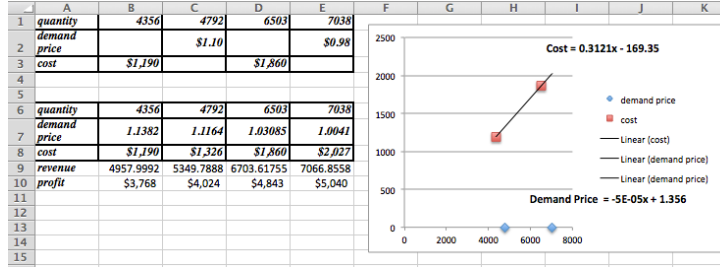 A B C D E F G H I J K
1 quantity 4356 4792 6503 7038
2 demand price $1.10 $0.98
3 cost $1,190 $1,860
4
5
6 quantity 4356 4792 6503 7038
7 demand price 1.1382 1.1164 1.03085 1.0041
8 cost $1,190 $1,326 $1,860 $2,027
9 revenue 4957.9992 5349.7888 6703.61755 7066.8558
10 profit $3,768 $4,024 $4,843 $5,040
11
12
13
14
15
2500
Cost = 0.3121x - 169.35
2000
demand price
1500
cost
Linear (cost)
1000
Linear (demand price)
Linear (demand price)
500
Demand Price = -5E-05x + 1.356
0
0 2000 4000 6000 8000